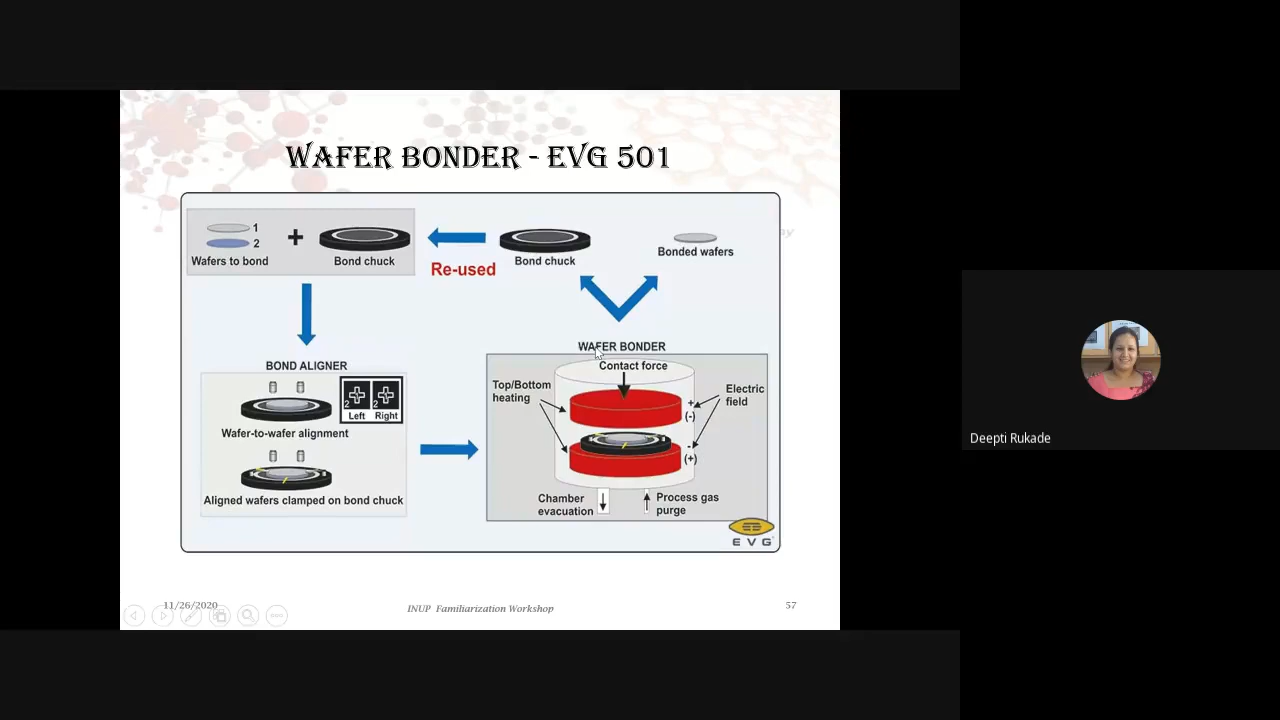 WAFER BONDER - EVG 501
1
2
Wafers to bond
+
Bond chuck
Re-used
Bond chuck
Bonded wafers
BOND ALIGNER
2
Left
2
Right
Wafer-to-wafer alignment
Aligned wafers clamped on bond chuck
WAFER BONDER
Contact force
Top/Bottom
heating
Electric
field
+
(-)
-
(+)
Chamber
evacuation
Process gas
purge
EVG
11/26/2020
INUP Familiarization Workshop
57
Deepti Rukade